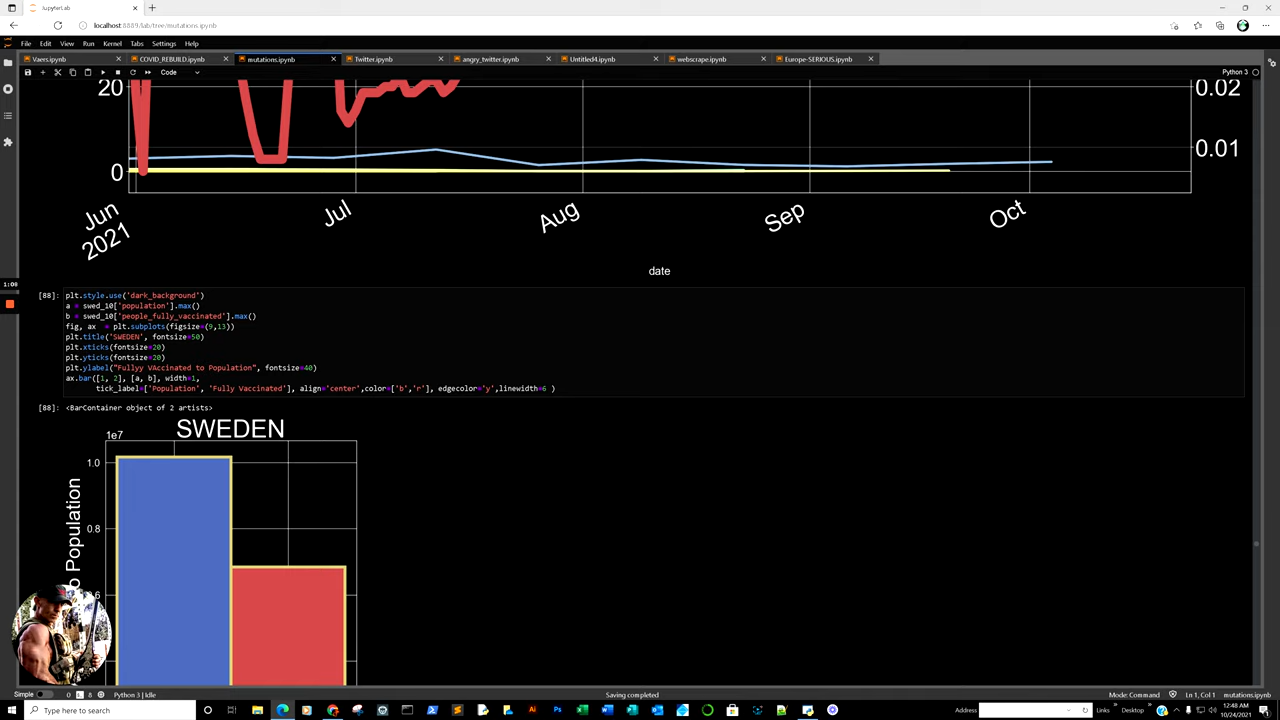 JupyterLab
localhost:8889/lab/tree/mutations.ipynb
File Edit View Run Kernel Tabs Settings Help
Vaers.ipynb COVID_REBUILD.ipynb mutations.ipynb Twitter.ipynb angry_twitter.ipynb Untitled4.ipynb webscrape.ipynb Europe-SERIOUS.ipynb
Code Python 3
20 0.02
0.01
0
Jun Jul Aug Sep Oct
2021
date
1:08
[88]: plt.style.use('dark_background')
a = swed_10['population'].max()
b = swed_10['people_fully_vaccinated'].max()
fig, ax = plt.subplots(figsize=(9,13))
plt.title('SWEDEN', fontsize=50)
plt.xticks(fontsize=20)
plt.yticks(fontsize=20)
plt.ylabel("Fullyy VAccinated to Population", fontsize=40)
ax.bar([1, 2], [a, b], width=1,
tick_label=['Population', 'Fully Vaccinated'], align='center',color=['b','r'], edgecolor='y',linewidth=6 )
[88]: <BarContainer object of 2 artists>
SWEDEN
1e7
1.0
0.8
o Population
Simple 0 8 Python 3 | Idle Saving completed Mode: Command Ln 1, Col 1 mutations.ipynb
Type here to search Address Links Desktop 12:48 AM
10/24/2021